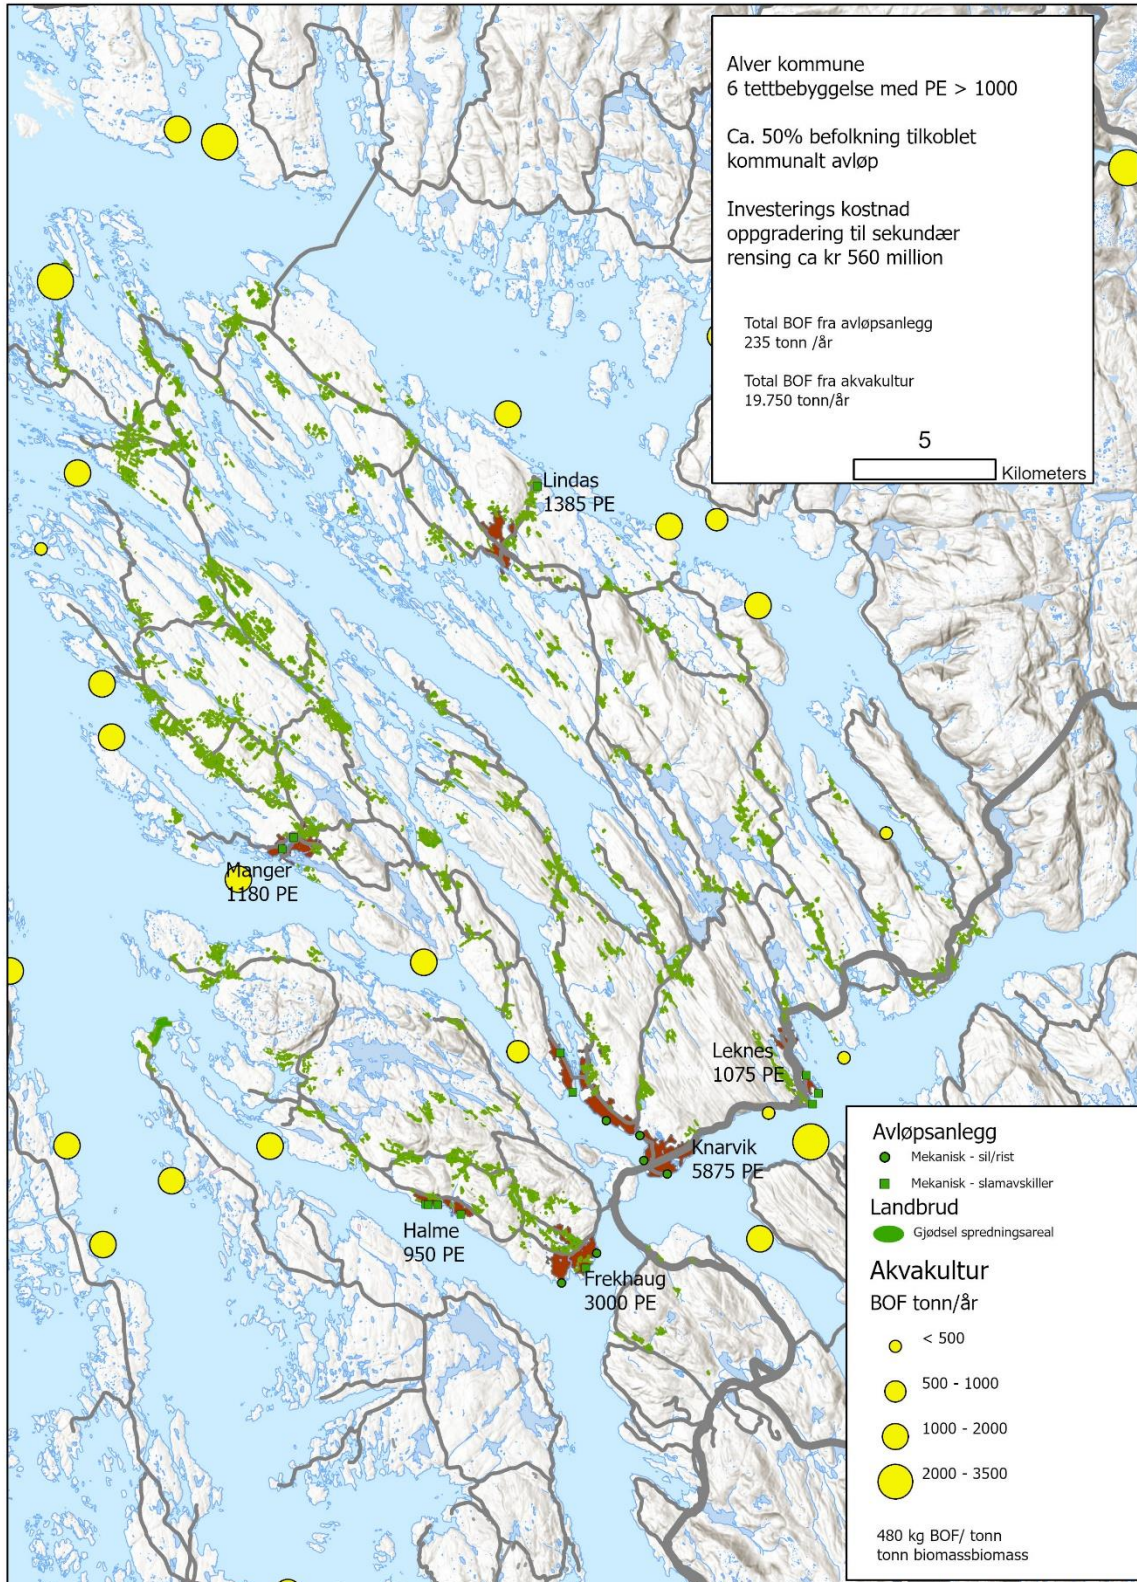 Alver kommune
6 tettbebyggelse med PE > 1000
Ca. 50% befolkning tilkoblet
kommunalt avløp
Investerings kostnad
oppgradering til sekundær
rensing ca kr 560 million
Total BOF fra avløpsanlegg
235 tonn /år
Total BOF fra akvakultur
19.750 tonn/år
5
Kilometers
Lindas
1385 PE
Manger
1180 PE
Leknes
1075 PE
Knarvik
5875 PE
Halme
950 PE
Frekhaug
3000 PE
Avløpsanlegg
Mekanisk - sil/rist
Mekanisk - slamavskiller
Landbrud
Gjødsel spredningsareal
Akvakultur
BOF tonn/år
< 500
500 - 1000
1000 - 2000
2000 - 3500
480 kg BOF/ tonn
tonn biomassbiomass